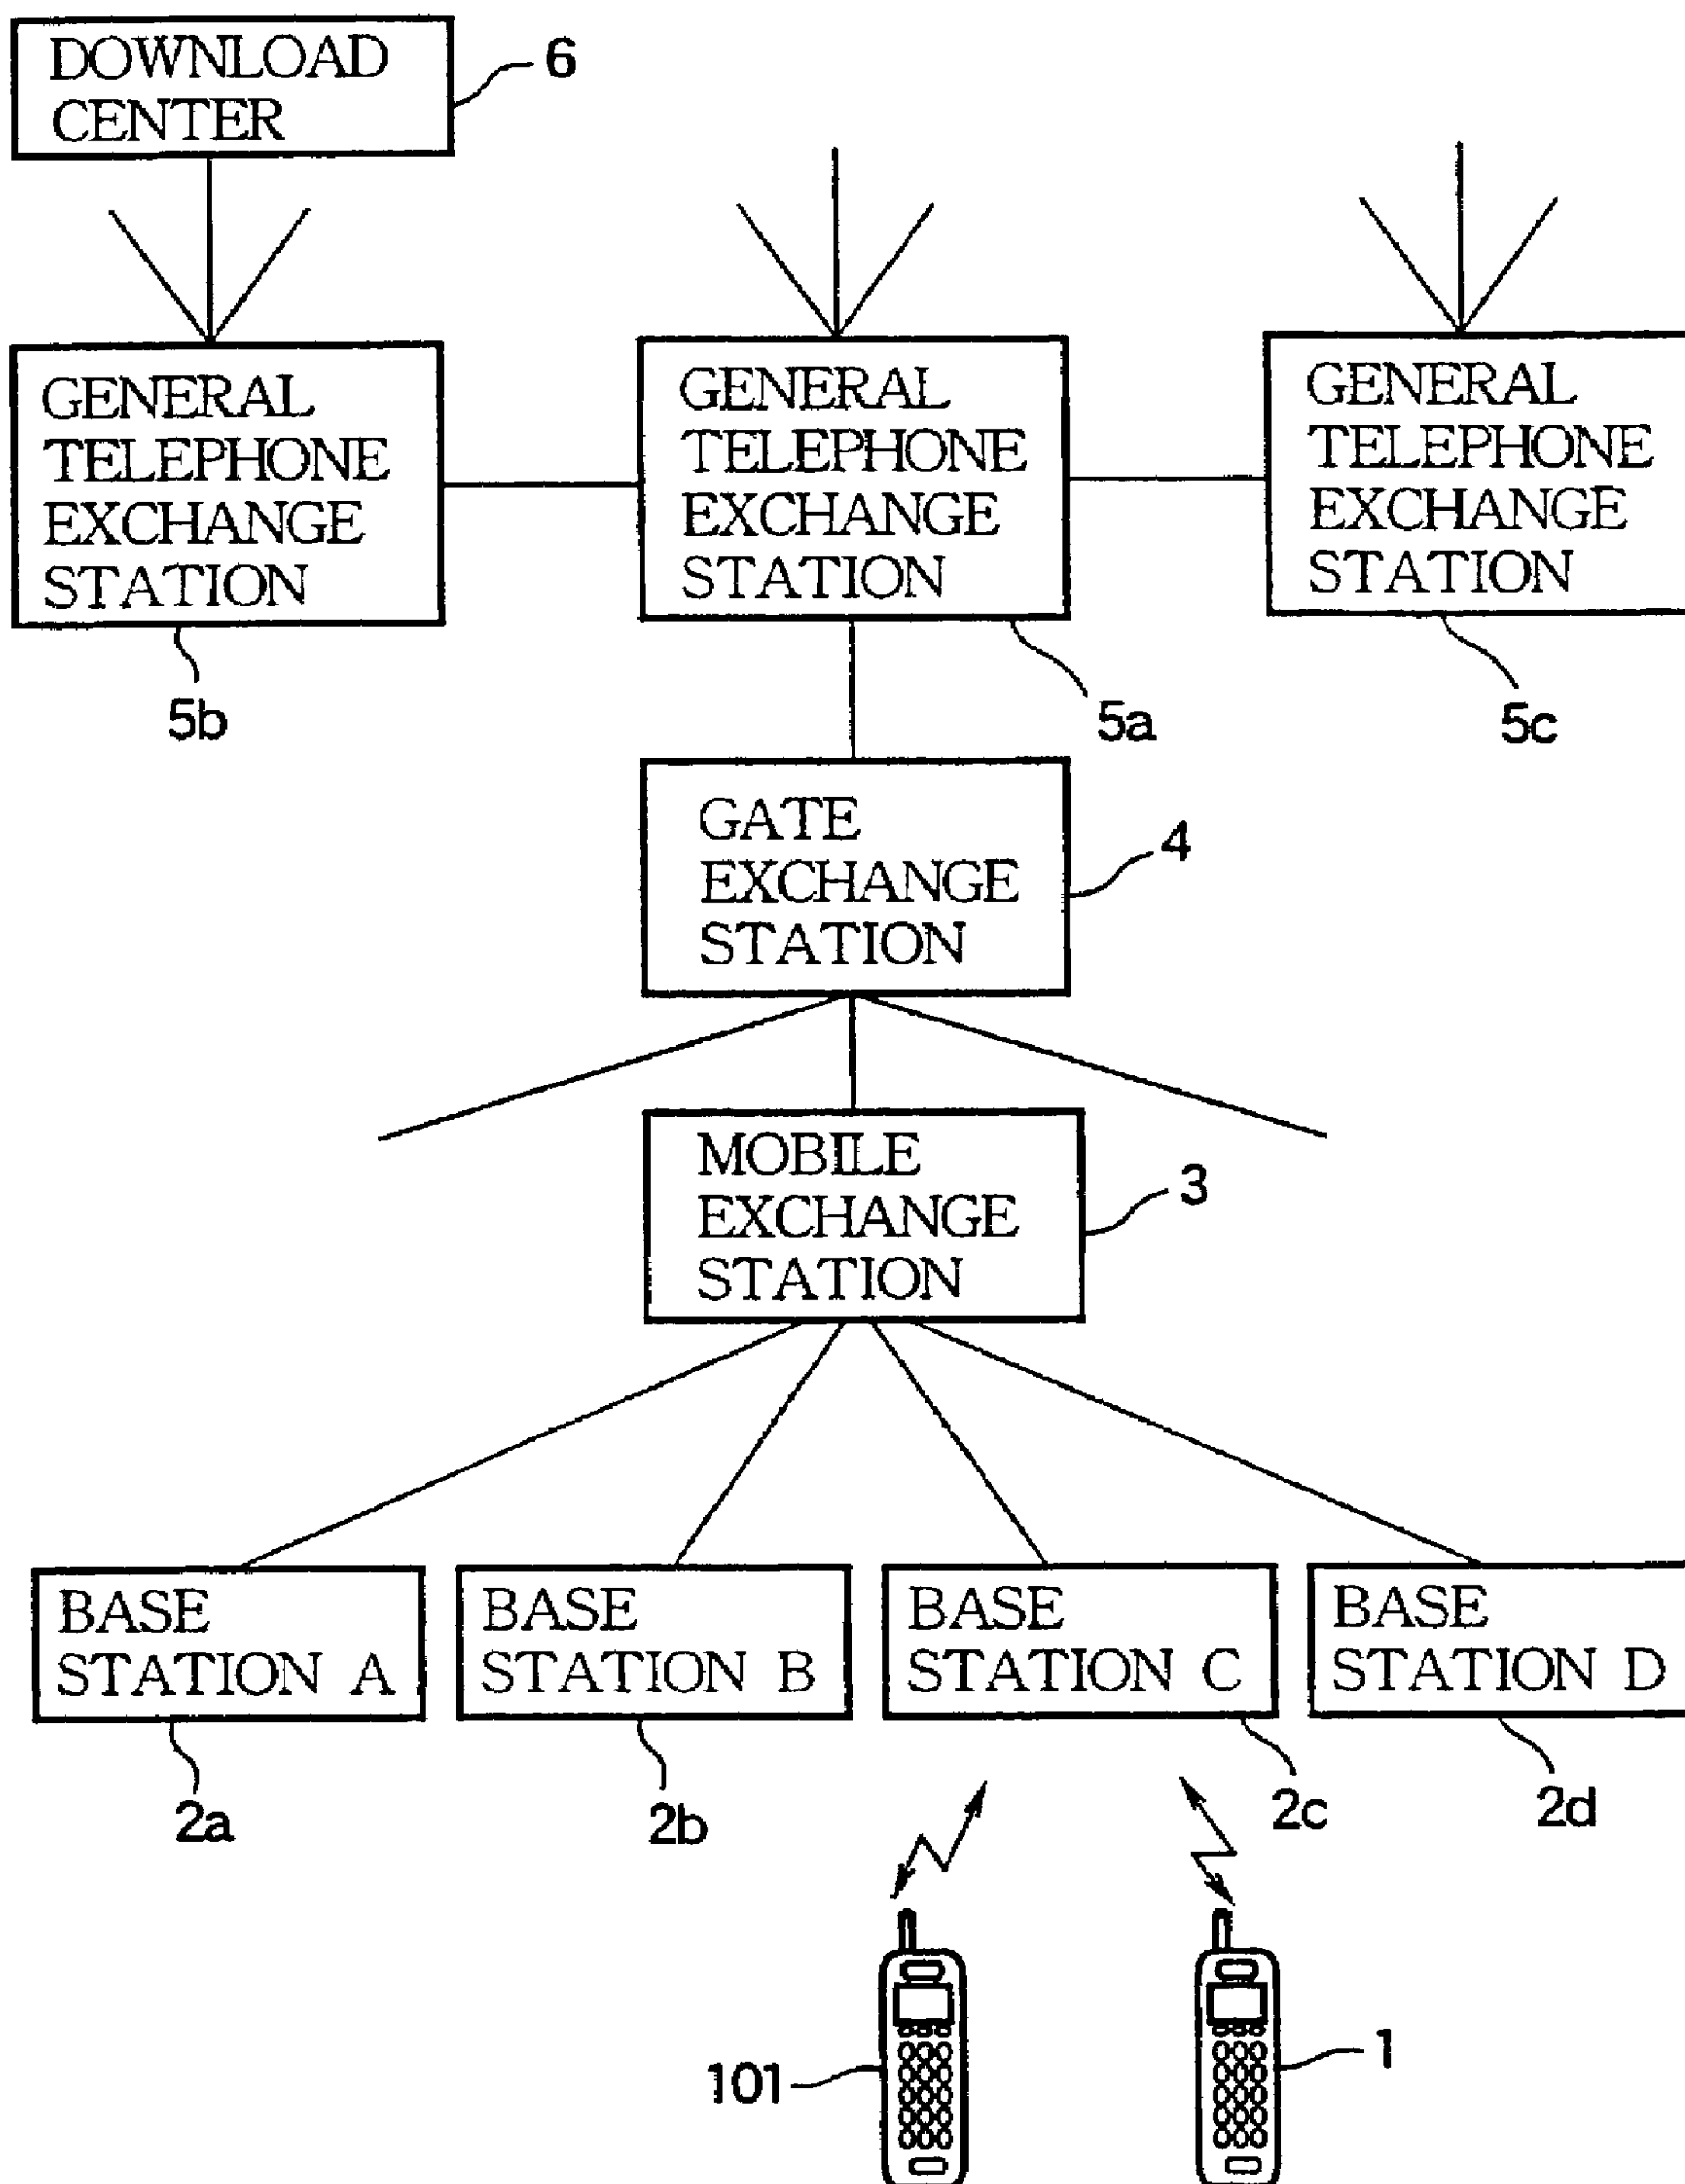 DOWNLOAD
CENTER
6
GENERAL
TELEPHONE
EXCHANGE
STATION
5b
GENERAL
TELEPHONE
EXCHANGE
STATION
5a
GENERAL
TELEPHONE
EXCHANGE
STATION
5c
GATE
EXCHANGE
STATION
4
MOBILE
EXCHANGE
STATION
3
BASE
STATION A
2a
BASE
STATION B
2b
BASE
STATION C
2c
BASE
STATION D
2d
101
1